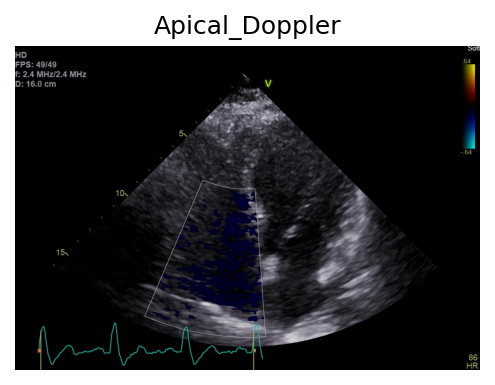 Apical_Doppler
HD
FPS: 49/49
f: 2.4 MHz/2.4 MHz
D: 16.0 cm
V
.64
-.64
5
10
15
86
HR